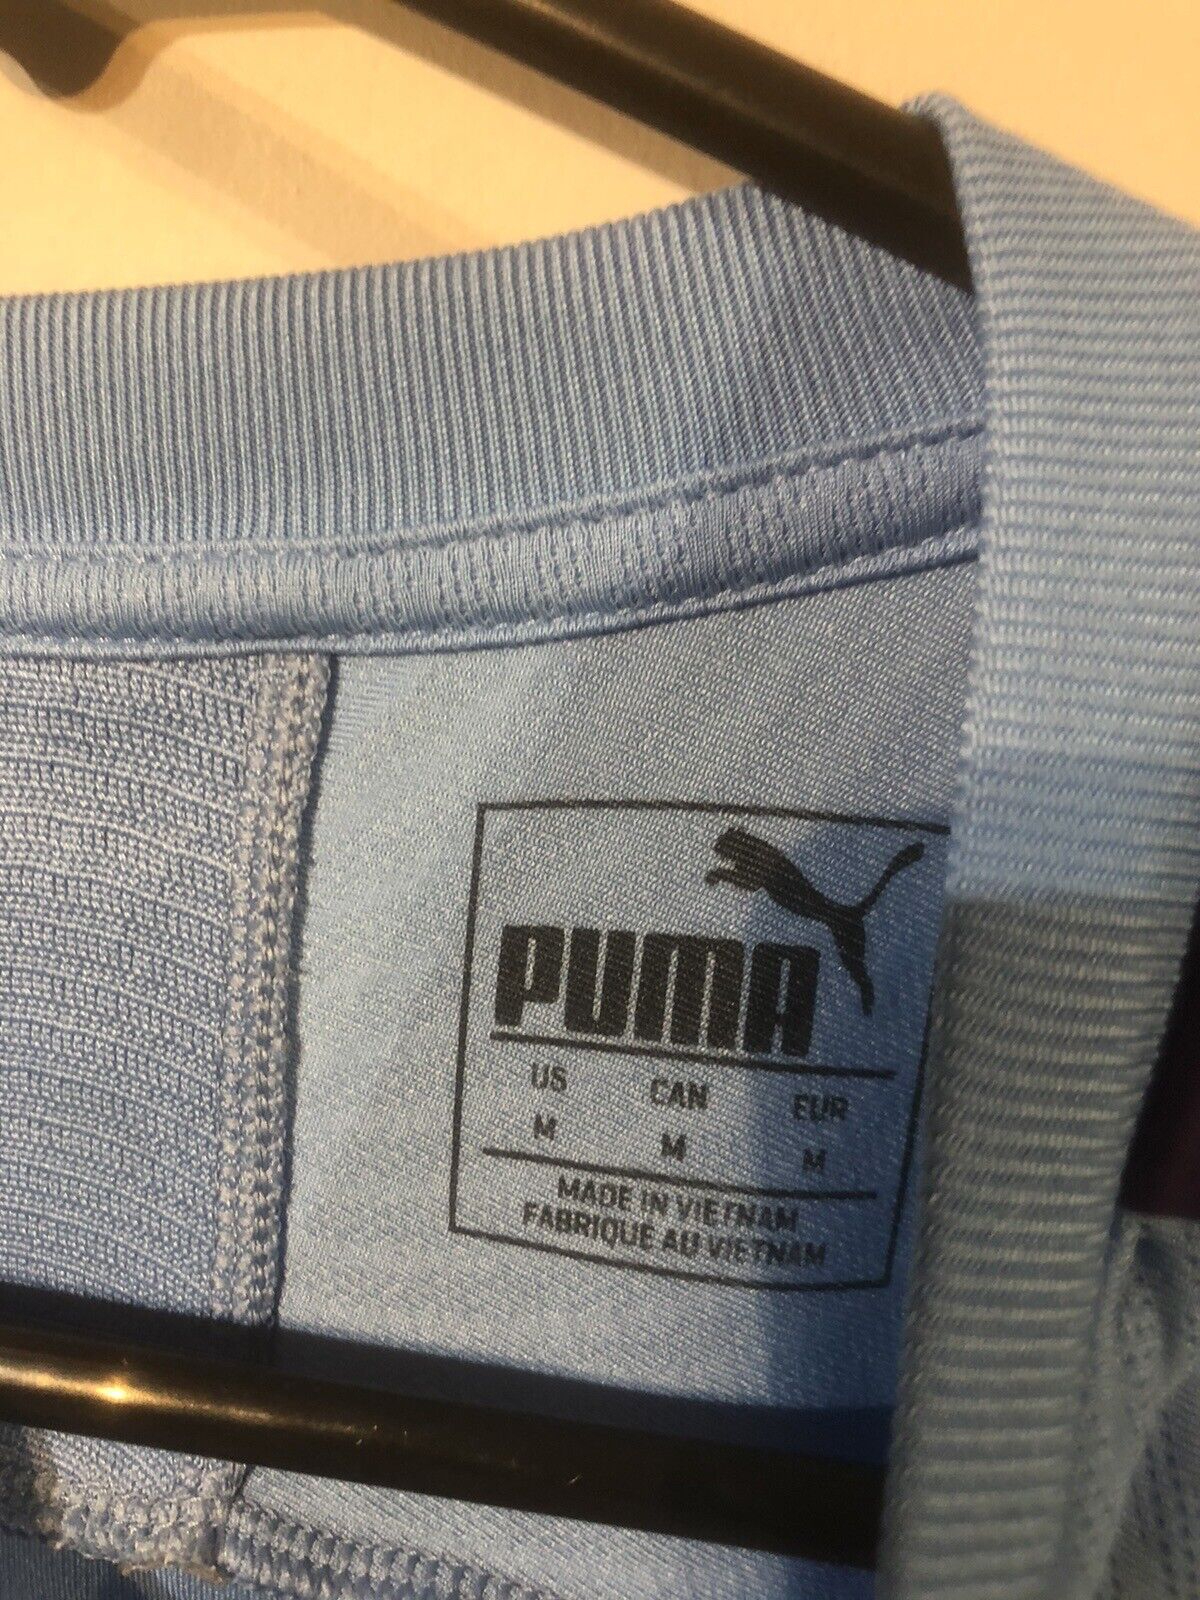 PUMA
US CAN EUR
M M M
MADE IN VIETNAM
FABRIQUE AU VIETNAM